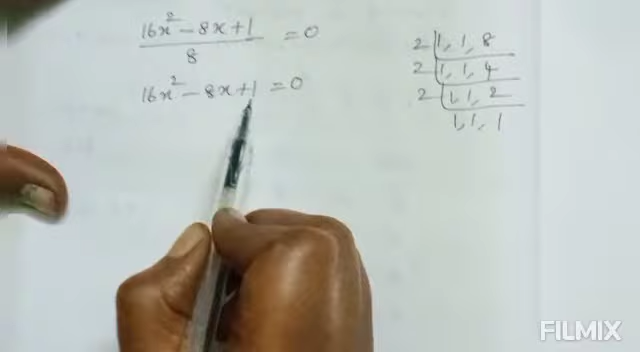 16x² - 8x + 1 / 8 = 0
16x² - 8x + 1 = 0
2 | 1, 1, 8
2 | 1, 1, 4
2 | 1, 1, 2
1, 1, 1
FILMIX